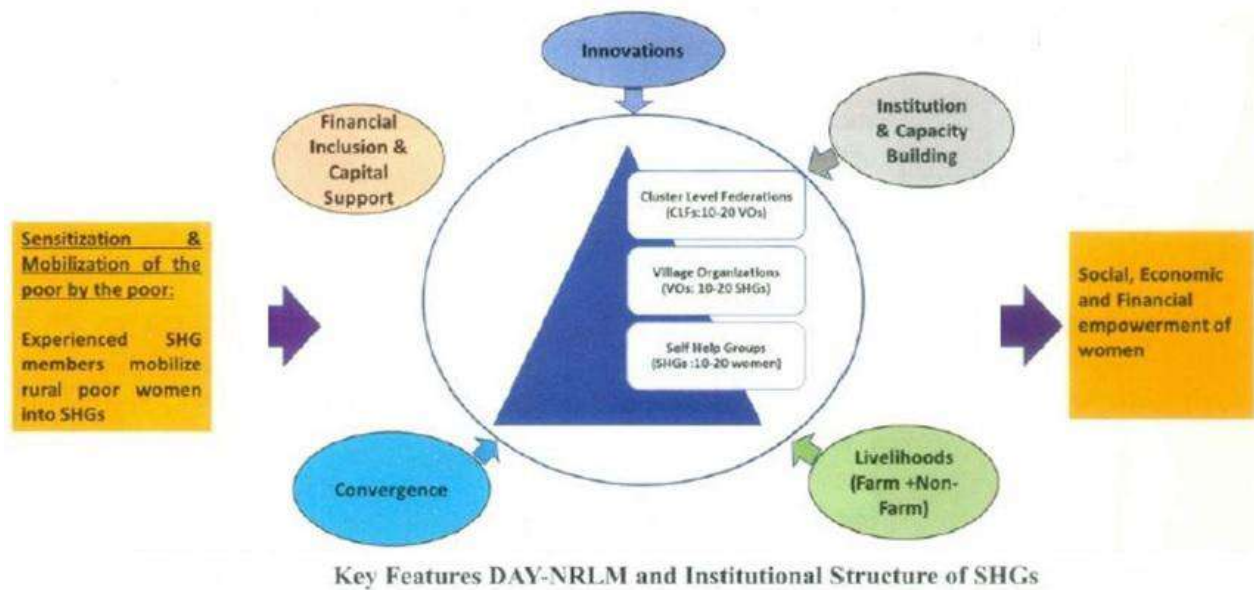 Innovations
Financial
Inclusion &
Capital
Support
Institution
& Capacity
Building
Cluster Level Federations
(CLFs:10-20 VOs)
Village Organizations
(VOs: 10-20 SHGs)
Self Help Groups
(SHGs :10-20 women)
Sensitization &
Mobilization of the
poor by the poor:
Experienced SHG
members mobilize
rural poor women
into SHGs
Social, Economic
and Financial
empowerment of
women
Convergence
Livelihoods
(Farm +Non-
Farm)
Key Features DAY-NRLM and Institutional Structure of SHGs